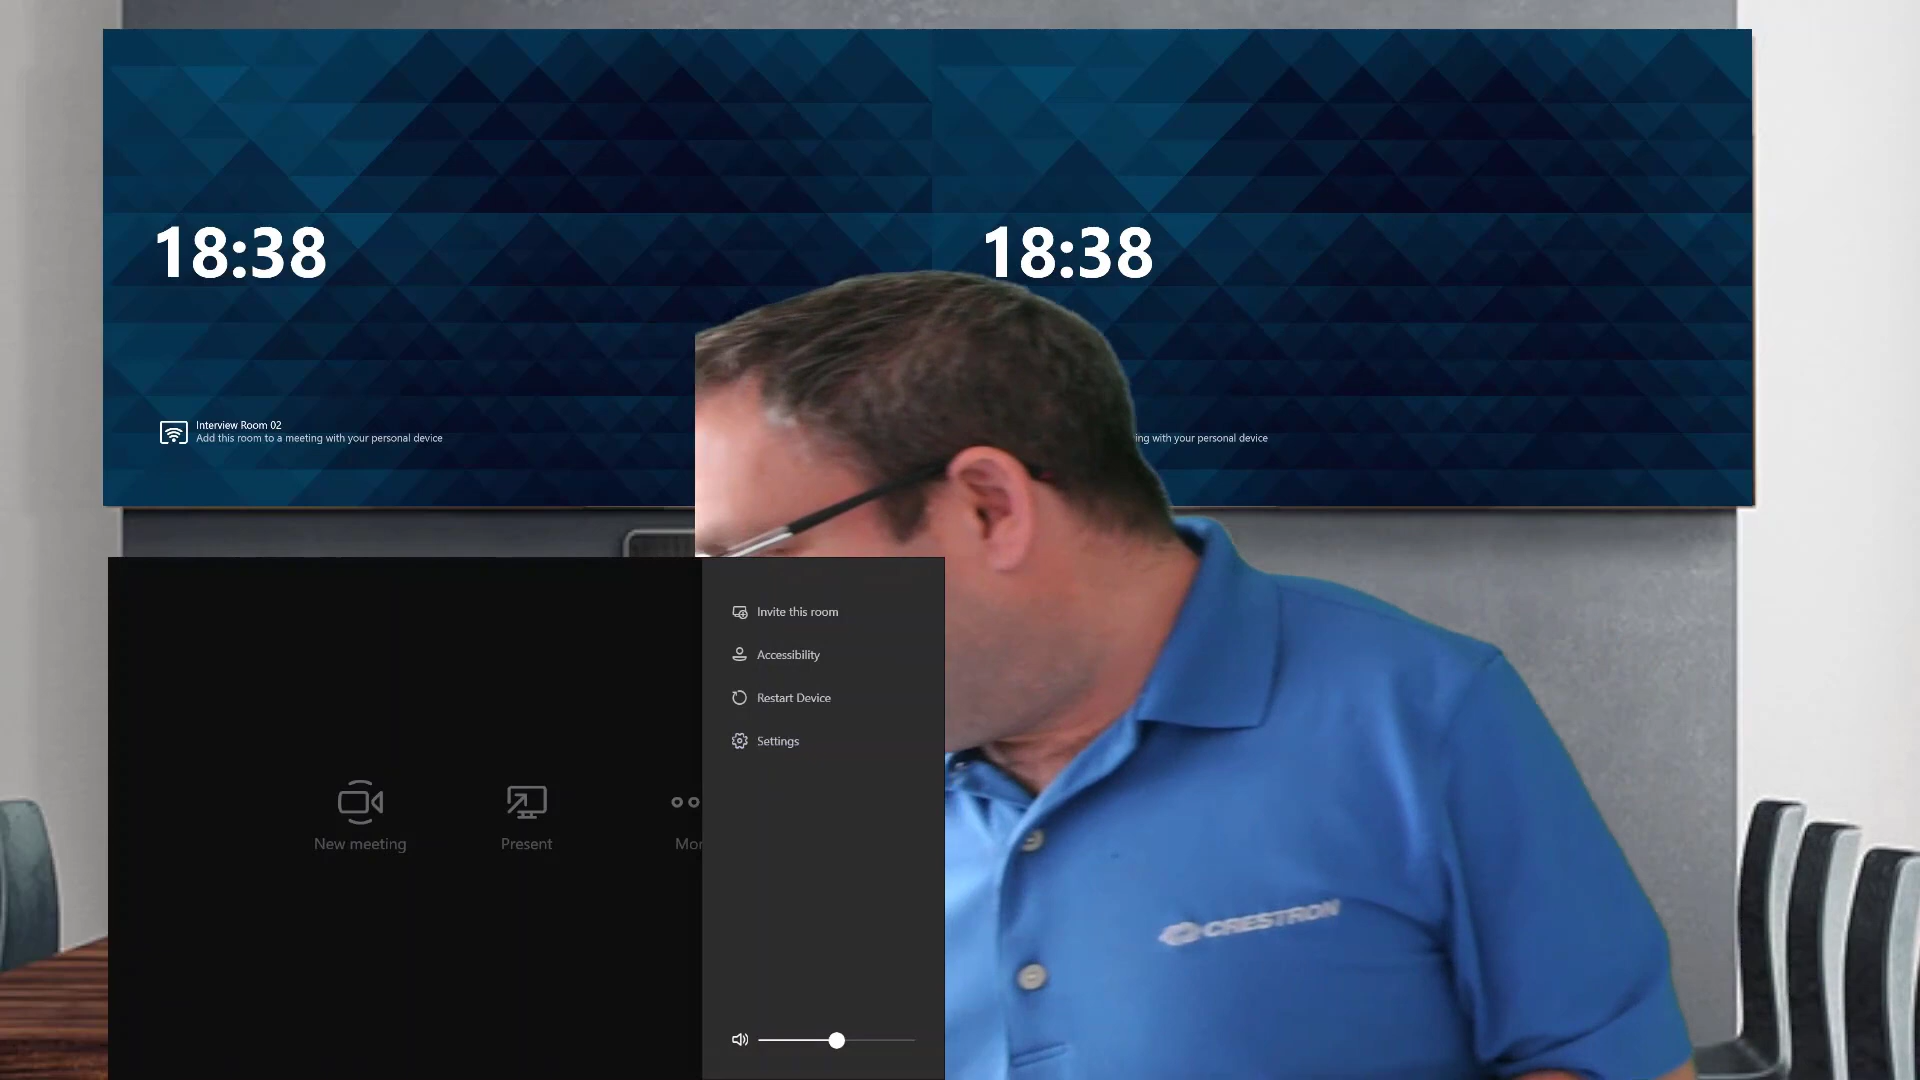 18:38
18:38
Interview Room 02
Add this room to a meeting with your personal device
ing with your personal device
Invite this room
Accessibility
Restart Device
Settings
New meeting
Present
Mor
CRESTRON